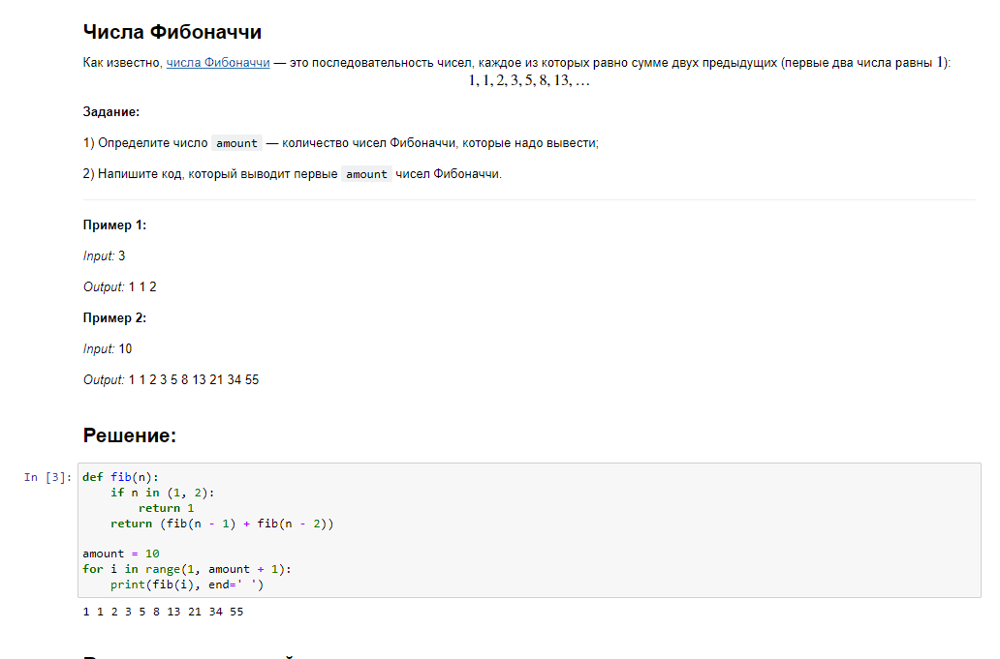 Числа Фибоначчи
Как известно, числа Фибоначчи — это последовательность чисел, каждое из которых равно сумме двух предыдущих (первые два числа равны 1):
1, 1, 2, 3, 5, 8, 13, …
Задание:
1) Определите число amount — количество чисел Фибоначчи, которые надо вывести;
2) Напишите код, который выводит первые amount чисел Фибоначчи.
Пример 1:
Input: 3
Output: 1 1 2
Пример 2:
Input: 10
Output: 1 1 2 3 5 8 13 21 34 55
Решение:
In [3]: def fib(n):
    if n in (1, 2):
        return 1
    return (fib(n - 1) + fib(n - 2))
amount = 10
for i in range(1, amount + 1):
    print(fib(i), end=' ')
1 1 2 3 5 8 13 21 34 55